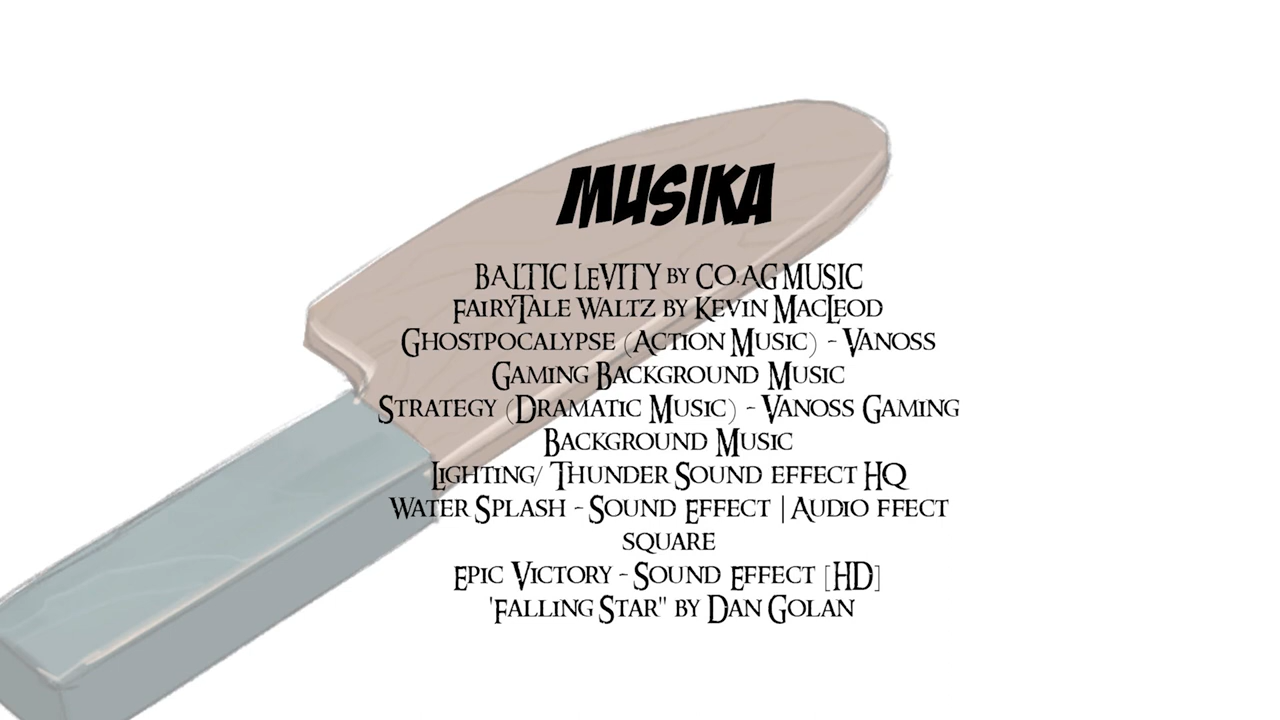 MUSIKA
BALTIC LEVITY BY CO.AG MUSIC
FAIRYTALE WALTZ BY KEVIN MACLEOD
GHOSTPOCALYPSE (ACTION MUSIC) - VANOSS
GAMING BACKGROUND MUSIC
STRATEGY (DRAMATIC MUSIC) - VANOSS GAMING
BACKGROUND MUSIC
LIGHTING/ THUNDER SOUND EFFECT HQ
WATER SPLASH - SOUND EFFECT | AUDIO FFECT
SQUARE
EPIC VICTORY - SOUND EFFECT [HD]
'FALLING STAR" BY DAN GOLAN